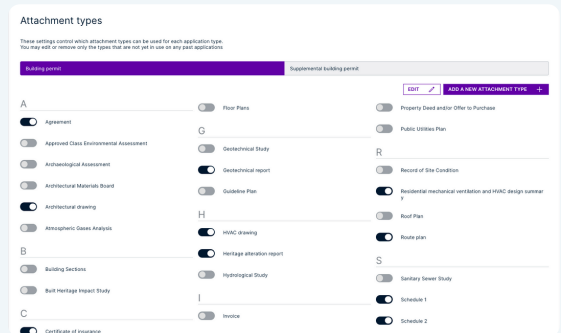 Attachment types
These settings control which attachment types can be used for each application type.
You may edit or remove only the types that are not yet in use on any past applications
Building permit
Supplemental building permit
EDIT
ADD A NEW ATTACHMENT TYPE +
A
Agreement
Approved Class Environmental Assessment
Archaeological Assessment
Architectural Materials Board
Architectural drawing
Atmospheric Gases Analysis
B
Building Sections
Built Heritage Impact Study
C
Certificate of insurance
Floor Plans
G
Geotechnical Study
Geotechnical report
Guideline Plan
H
HVAC drawing
Heritage alteration report
Hydrological Study
I
Invoice
Property Deed and/or Offer to Purchase
Public Utilities Plan
R
Record of Site Condition
Residential mechanical ventilation and HVAC design summar
y
Roof Plan
Route plan
S
Sanitary Sewer Study
Schedule 1
Schedule 2